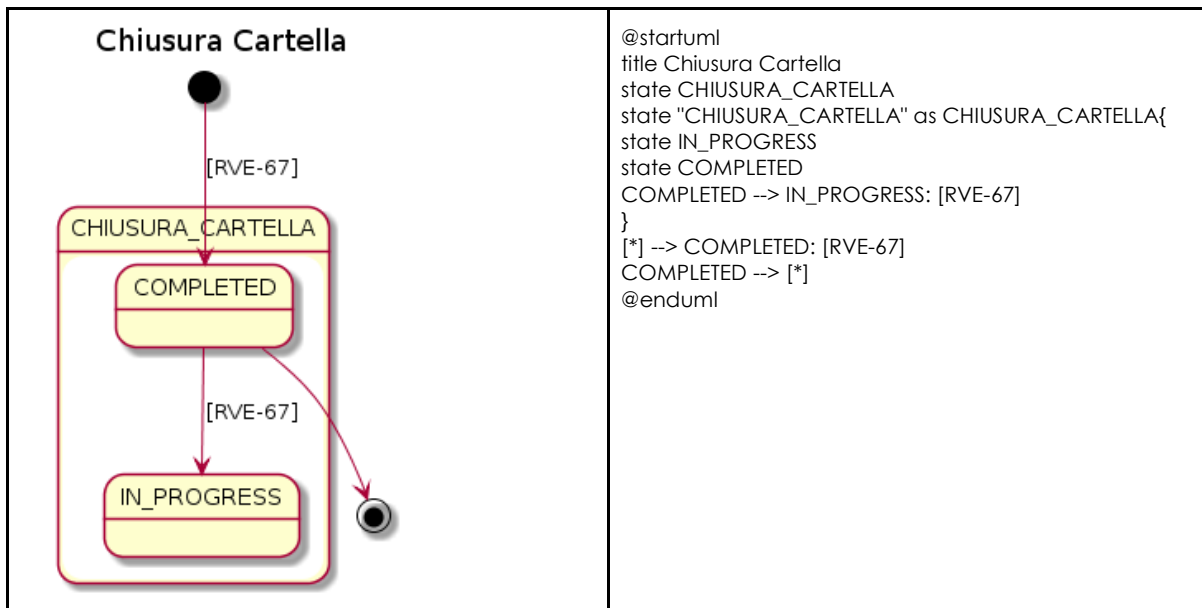 Chiusura Cartella
[RVE-67]
CHIUSURA_CARTELLA
COMPLETED
[RVE-67]
IN_PROGRESS
@startuml
title Chiusura Cartella
state CHIUSURA_CARTELLA
state "CHIUSURA_CARTELLA" as CHIUSURA_CARTELLA{
state IN_PROGRESS
state COMPLETED
COMPLETED --> IN_PROGRESS: [RVE-67]
}
[*] --> COMPLETED: [RVE-67]
COMPLETED --> [*]
@enduml